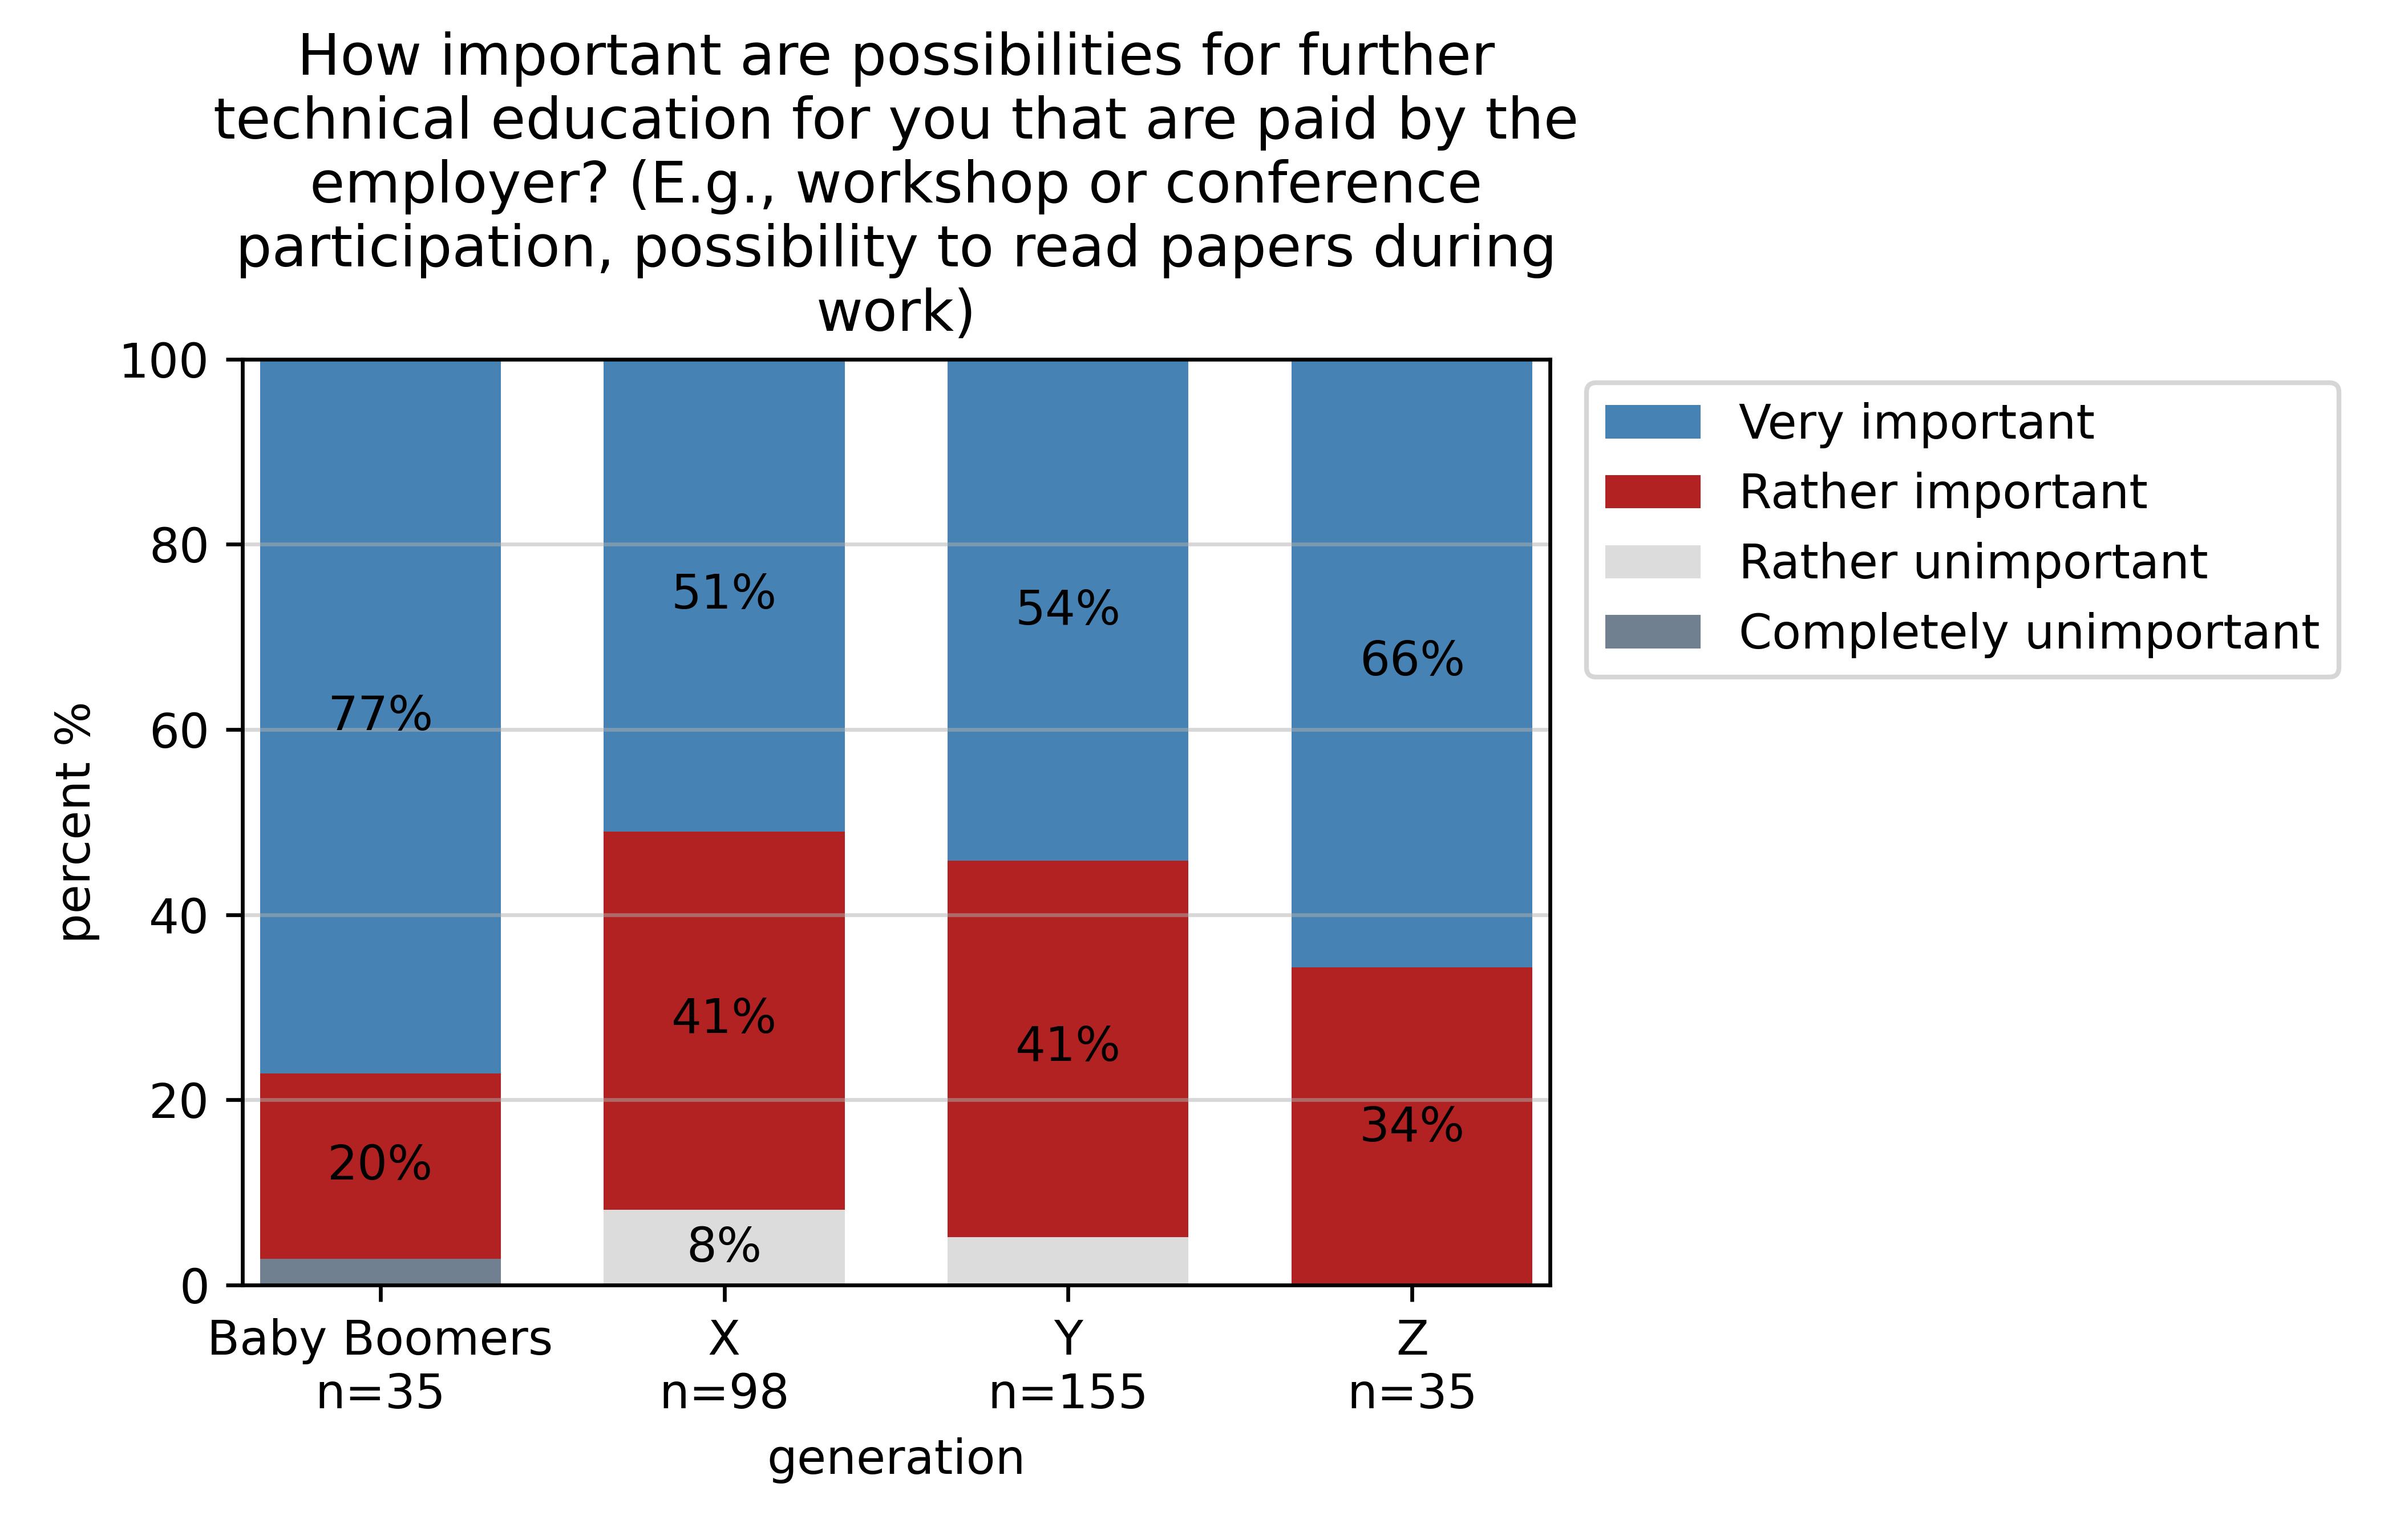 How important are possibilities for further
technical education for you that are paid by the
employer? (E.g., workshop or conference
participation, possibility to read papers during
work)
100
80
60
40
20
0
percent %
77%
20%
51%
41%
8%
54%
41%
66%
34%
Baby Boomers
n=35
X
n=98
Y
n=155
Z
n=35
generation
Very important
Rather important
Rather unimportant
Completely unimportant